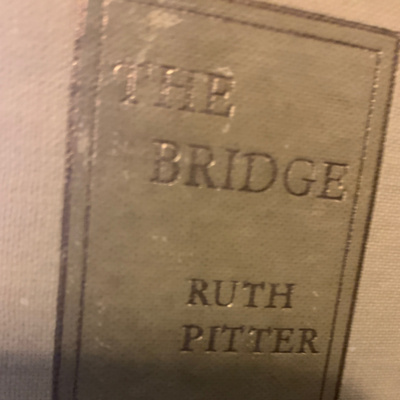 THE
BRIDGE
RUTH
PITTER